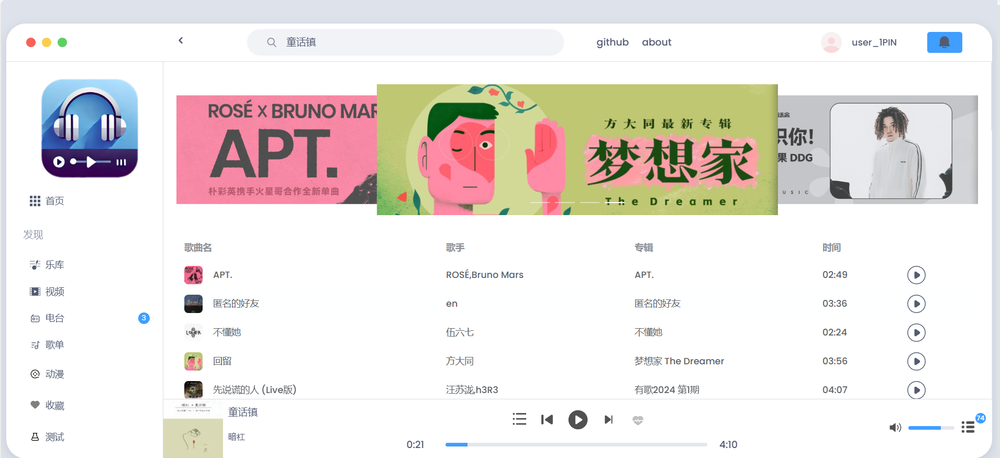 童话镇
github about
user_1PIN
ROSÉ X BRUNO MAR
APT.
朴彩英携手火星哥合作全新单曲
方大同最新专辑
梦想家
The Dreamer
话会
只你!
果 DDG
USIC
首页
发现
乐库
视频
电台 3
歌单
动漫
收藏
测试
歌曲名 歌手 专辑 时间
APT. ROSÉ,Bruno Mars APT. 02:49
匿名的好友 en 匿名的好友 03:36
不懂她 伍六七 不懂她 02:24
回留 方大同 梦想家 The Dreamer 03:56
先说谎的人 (Live版) 汪苏泷,h3R3 有歌2024 第1期 04:07
童话镇
暗杠
0:21 4:10
74